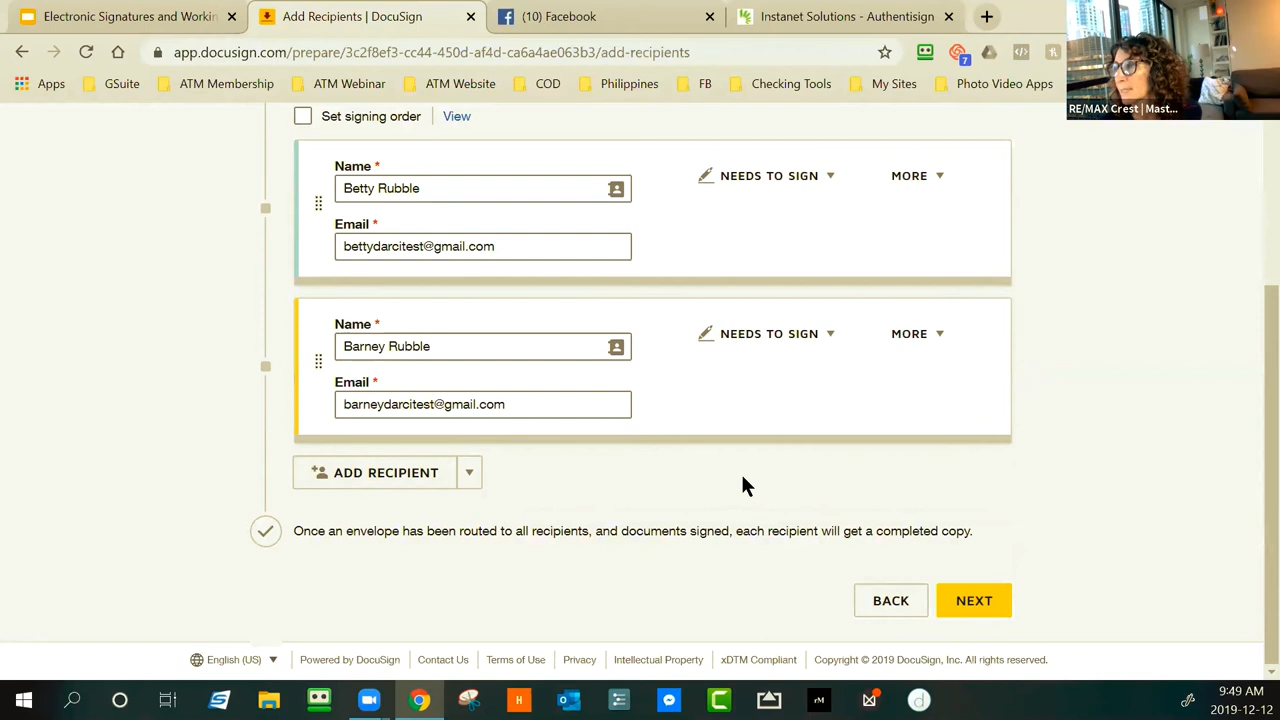 Electronic Signatures and Workin
Add Recipients | DocuSign
(10) Facebook
Instanet Solutions - Authentisign
app.docusign.com/prepare/3c2f8ef3-cc44-450d-af4d-ca6a4ae063b3/add-recipients
7
Apps
GSuite
ATM Membership
ATM Web
ATM Website
COD
Philippines
FB
Checking Tools
My Sites
Photo Video Apps
RE/MAX Crest | Mast...
Set signing order | View
Name *
Betty Rubble
NEEDS TO SIGN
MORE
Email *
bettydarcitest@gmail.com
Name *
Barney Rubble
NEEDS TO SIGN
MORE
Email *
barneydarcitest@gmail.com
ADD RECIPIENT
Once an envelope has been routed to all recipients, and documents signed, each recipient will get a completed copy.
BACK
NEXT
English (US)
Powered by DocuSign
Contact Us
Terms of Use
Privacy
Intellectual Property
xDTM Compliant
Copyright © 2019 DocuSign, Inc. All rights reserved.
9:49 AM
2019-12-12